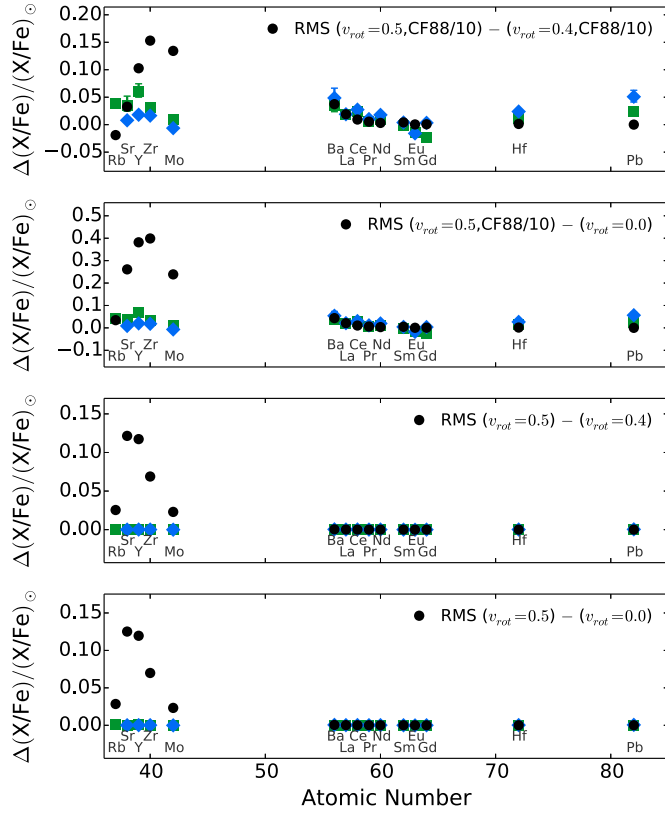 0.20
0.15
0.10
0.05
0.00
−0.05
Δ(X/Fe)/(X/Fe)⊙
RMS (v_rot=0.5,CF88/10) − (v_rot=0.4,CF88/10)
Rb Sr Y Zr Mo Ba La Ce Pr Nd Sm Eu Gd Hf Pb
0.5
0.4
0.3
0.2
0.1
0.0
−0.1
Δ(X/Fe)/(X/Fe)⊙
RMS (v_rot=0.5,CF88/10) − (v_rot=0.0)
Rb Sr Y Zr Mo Ba La Ce Pr Nd Sm Eu Gd Hf Pb
0.15
0.10
0.05
0.00
Δ(X/Fe)/(X/Fe)⊙
RMS (v_rot=0.5) − (v_rot=0.4)
Rb Sr Y Zr Mo Ba La Ce Pr Nd Sm Eu Gd Hf Pb
0.15
0.10
0.05
0.00
Δ(X/Fe)/(X/Fe)⊙
RMS (v_rot=0.5) − (v_rot=0.0)
Rb Sr Y Zr Mo Ba La Ce Pr Nd Sm Eu Gd Hf Pb
40 50 60 70 80
Atomic Number